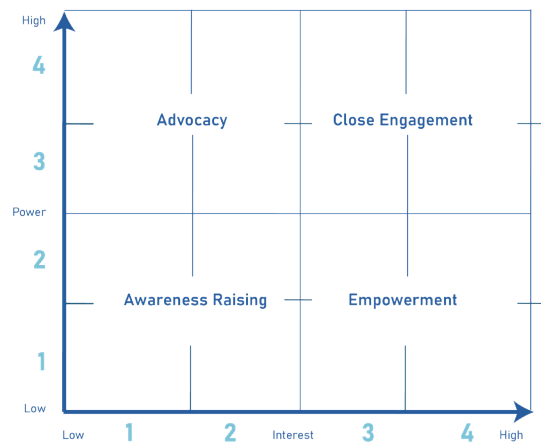 High
4
Advocacy
Close Engagement
3
Power
2
Awareness Raising
Empowerment
1
Low
Low
1
2
Interest
3
4
High